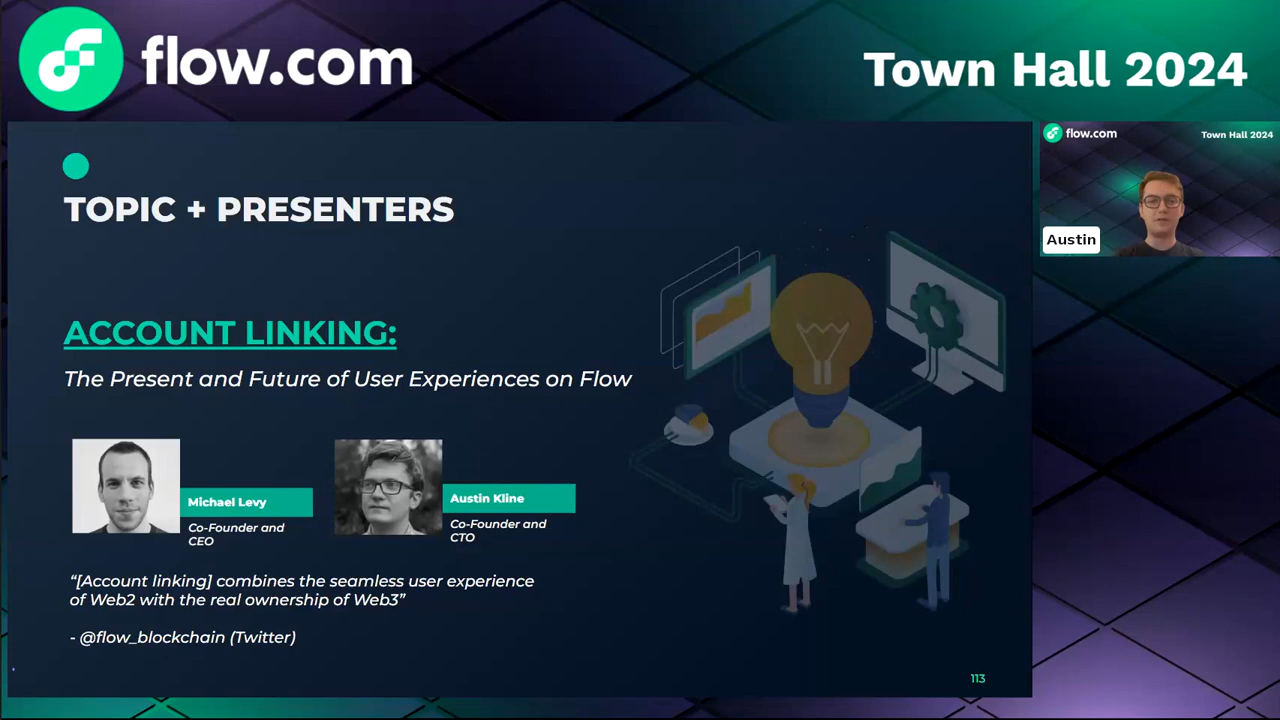 flow.com
Town Hall 2024
flow.com
Town Hall 2024
Austin
TOPIC + PRESENTERS
ACCOUNT LINKING:
The Present and Future of User Experiences on Flow
Michael Levy
Co-Founder and
CEO
Austin Kline
Co-Founder and
CTO
“[Account linking] combines the seamless user experience
of Web2 with the real ownership of Web3”
- @flow_blockchain (Twitter)
113